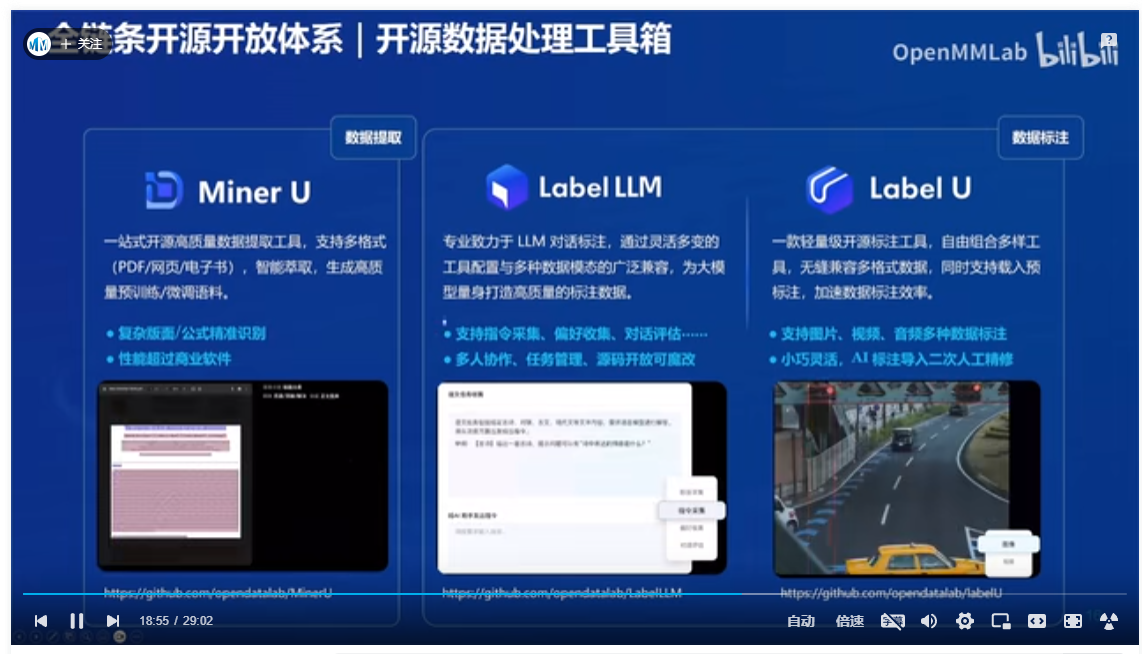 全链条开源开放体系｜开源数据处理工具箱
+ 关注
OpenMMLab bilibili
数据提取
数据标注
Miner U
一站式开源高质量数据提取工具，支持多格式
（PDF/网页/电子书），智能萃取，生成高质
量预训练/微调语料。
● 复杂版面/公式精准识别
● 性能超过商业软件
https://github.com/opendatalab/MinerU
Label LLM
专业致力于 LLM 对话标注，通过灵活多变的
工具配置与多种数据模态的广泛兼容，为大模
型量身打造高质量的标注数据。
● 支持指令采集、偏好收集、对话评估······
● 多人协作、任务管理、源码开放可魔改
指令采集
https://github.com/opendatalab/LabelLLM
Label U
一款轻量级开源标注工具，自由组合多样工
具，无缝兼容多格式数据，同时支持载入预
标注，加速数据标注效率。
● 支持图片、视频、音频多种数据标注
● 小巧灵活，AI 标注导入二次人工精修
https://github.com/opendatalab/labelU
18:55 / 29:02
自动
倍速
字幕